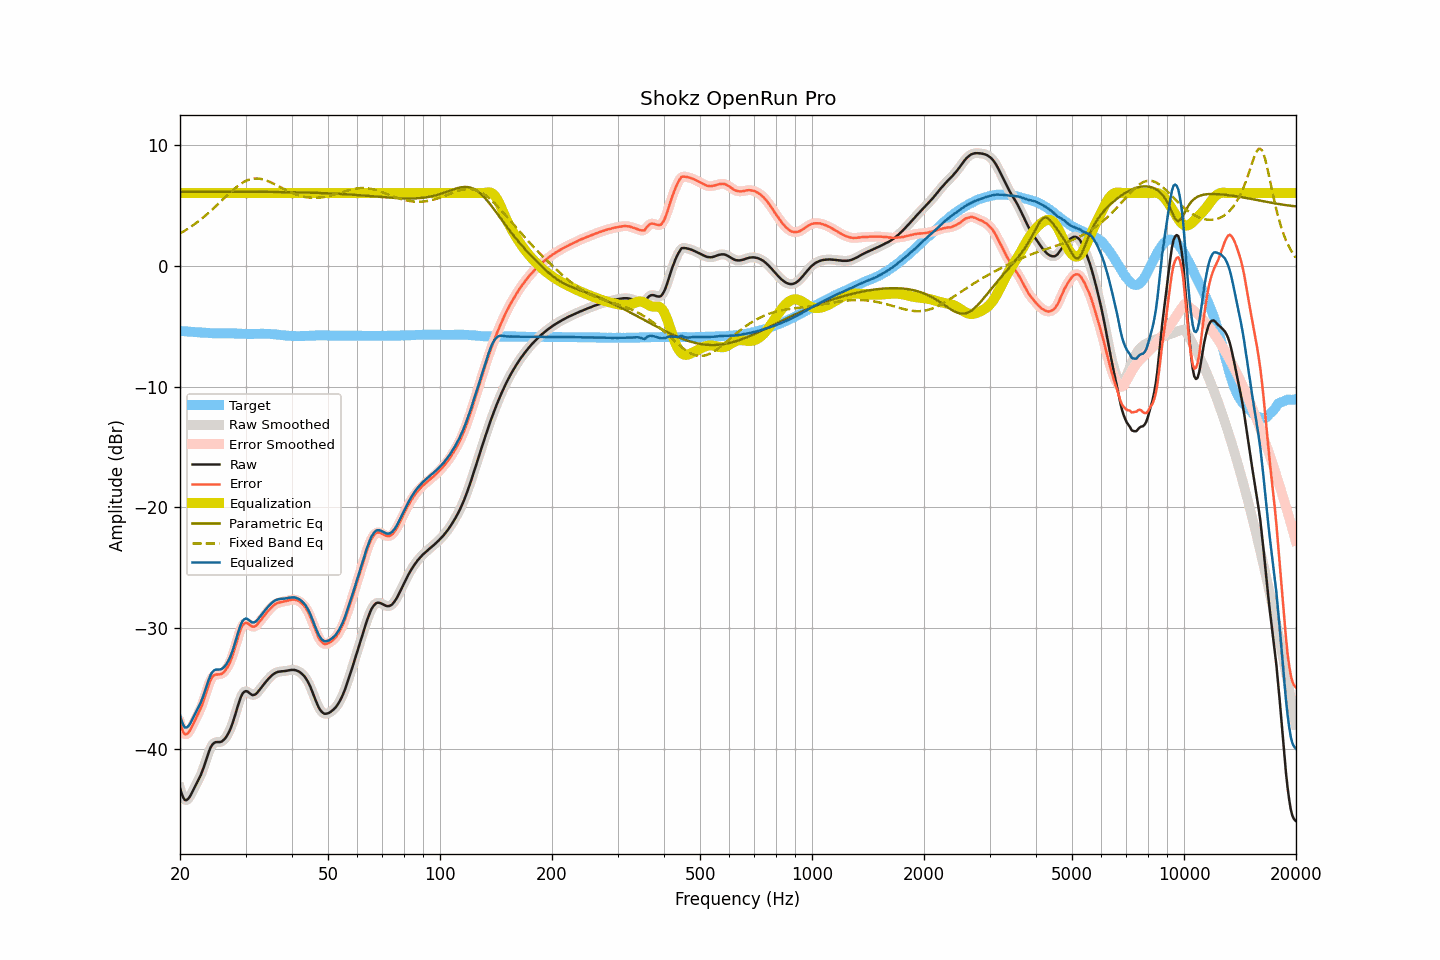 Shokz OpenRun Pro
10
0
−10
−20
−30
−40
Amplitude (dBr)
Target
Raw Smoothed
Error Smoothed
Raw
Error
Equalization
Parametric Eq
Fixed Band Eq
Equalized
20 50 100 200 500 1000 2000 5000 10000 20000
Frequency (Hz)